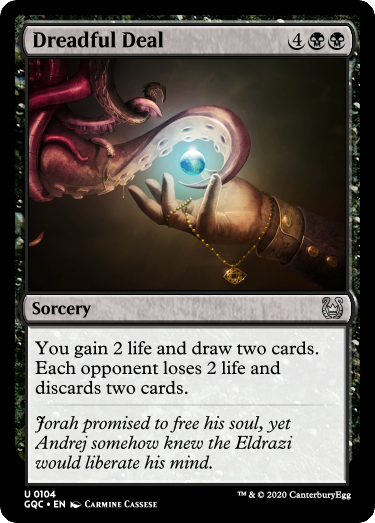 Dreadful Deal 4
Sorcery
You gain 2 life and draw two cards.
Each opponent loses 2 life and
discards two cards.
Jorah promised to free his soul, yet
Andrej somehow knew the Eldrazi
would liberate his mind.
U 0104
GQC • EN CARMINE CASSESE
™ & © 2020 CanterburyEgg